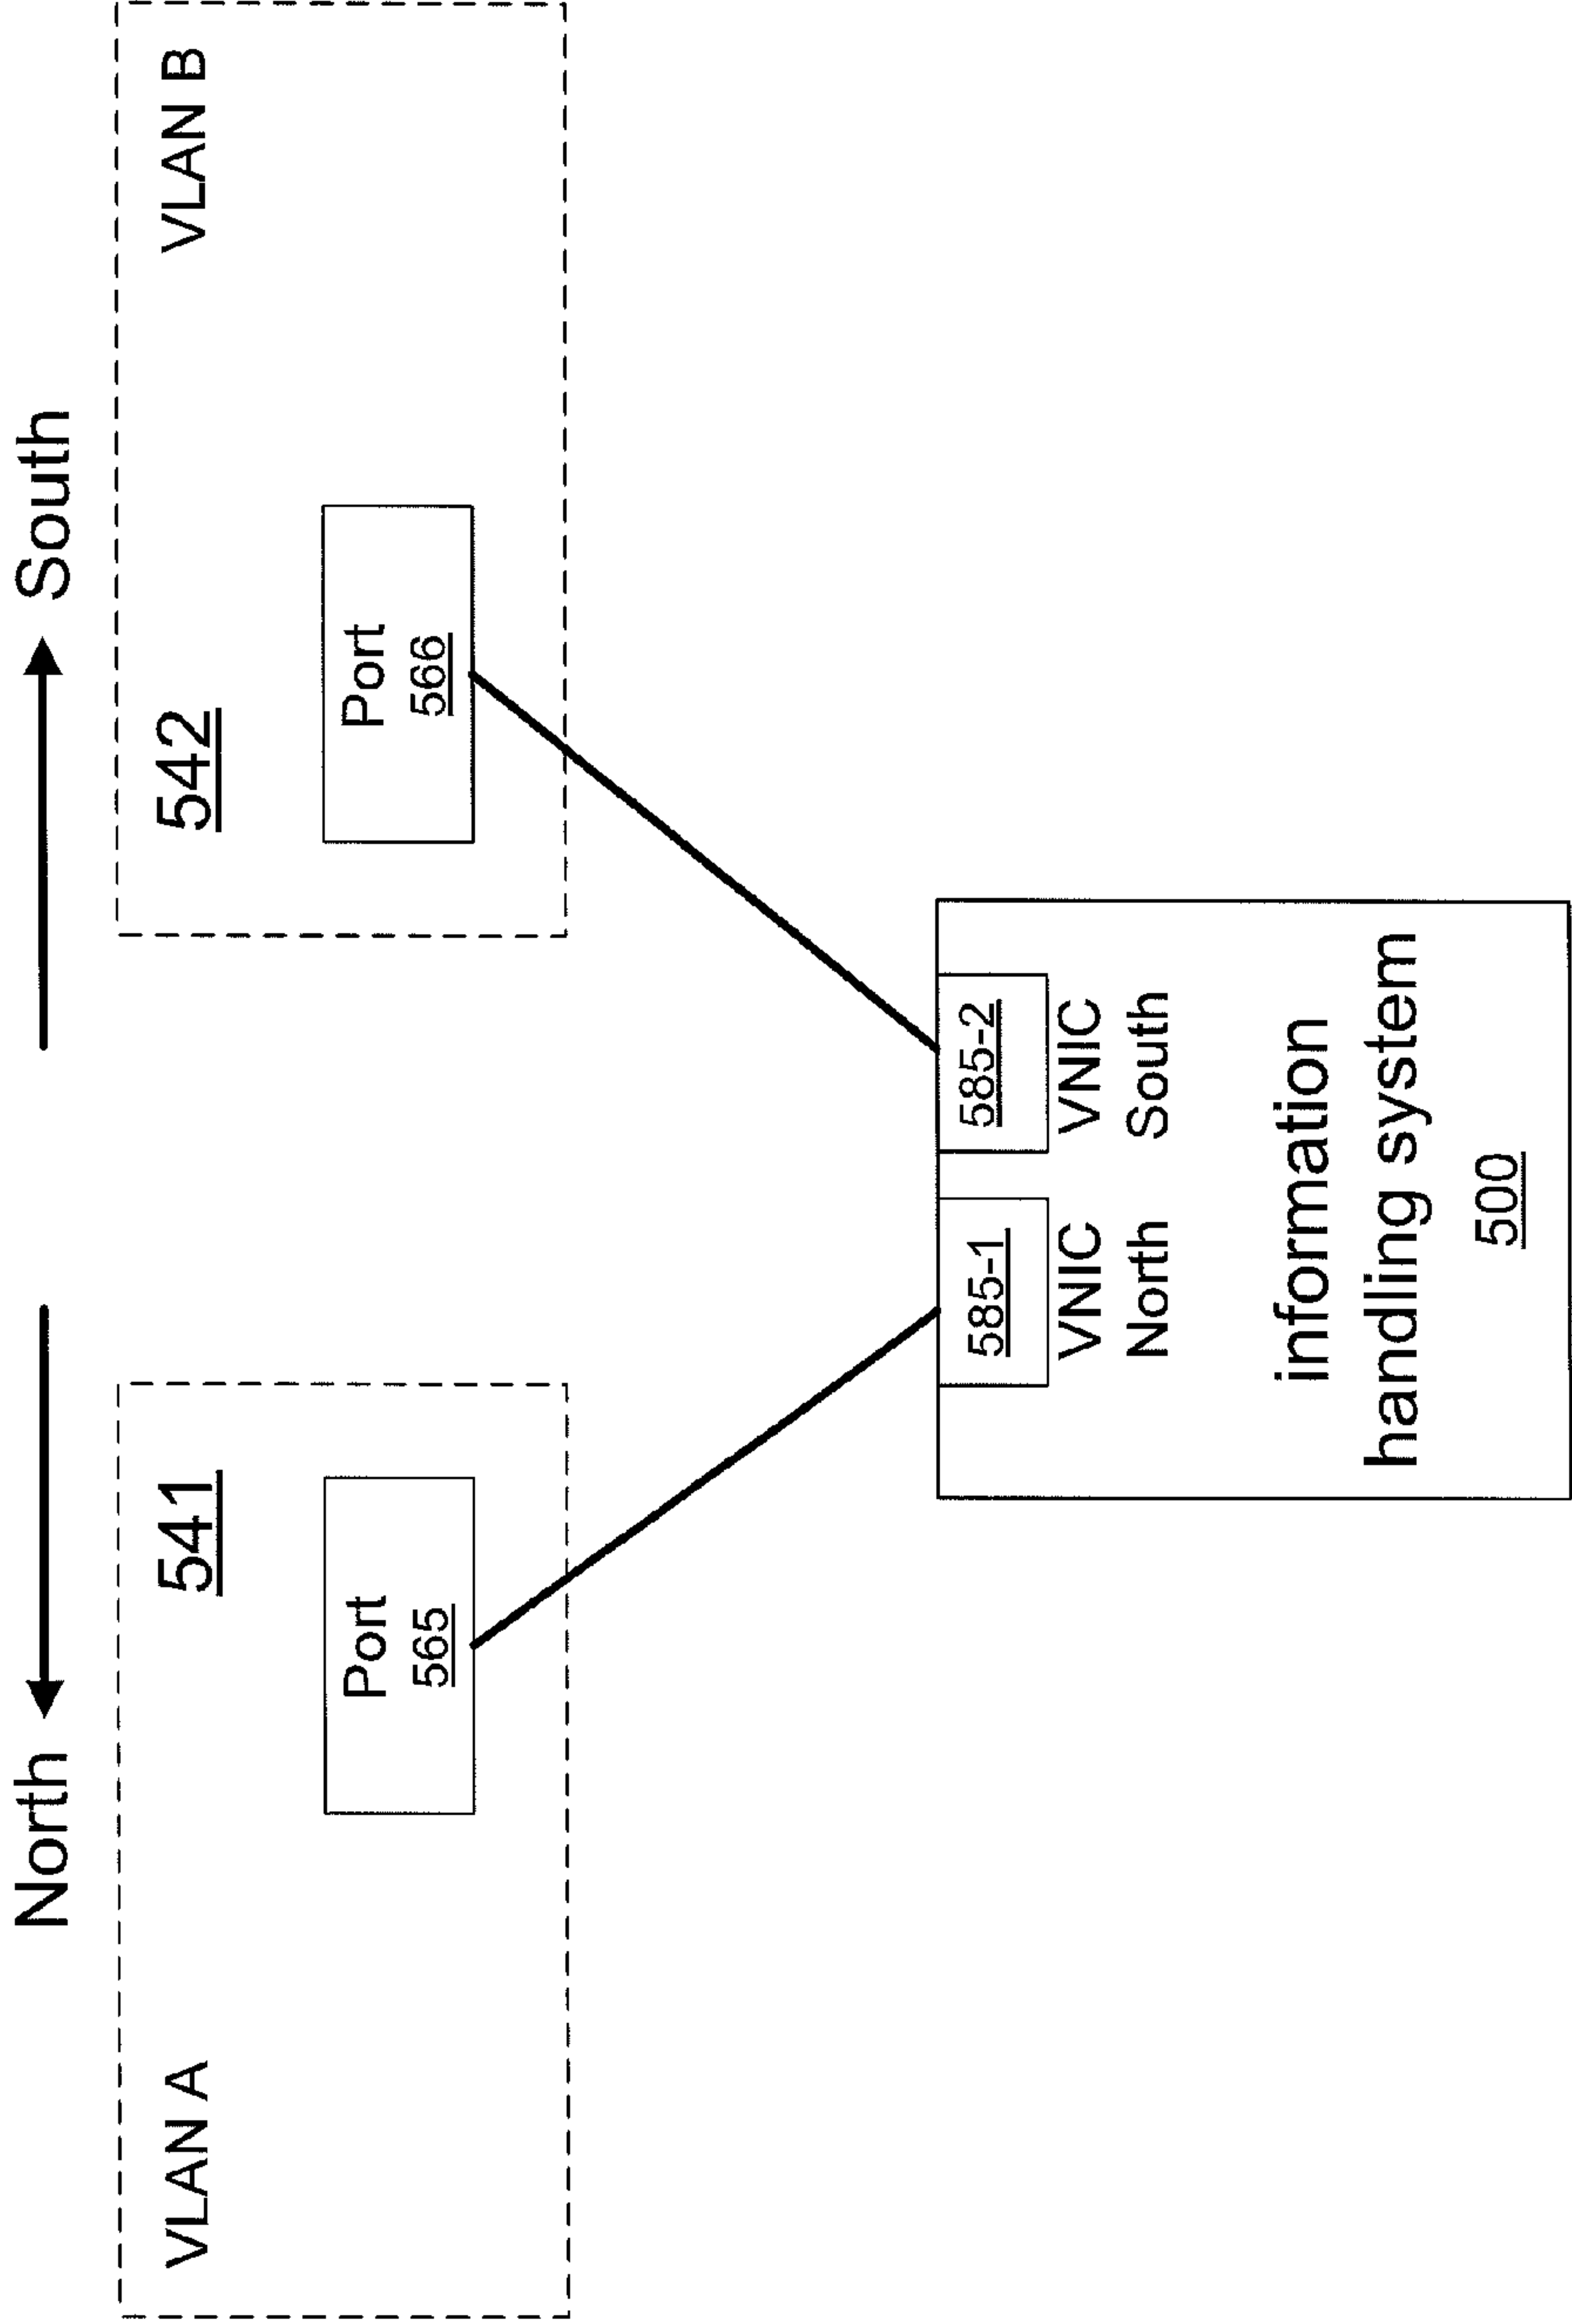 North
South
VLAN A
541
542
VLAN B
Port
565
Port
566
585-1
585-2
VNIC
North
VNIC
South
information
handling system
500